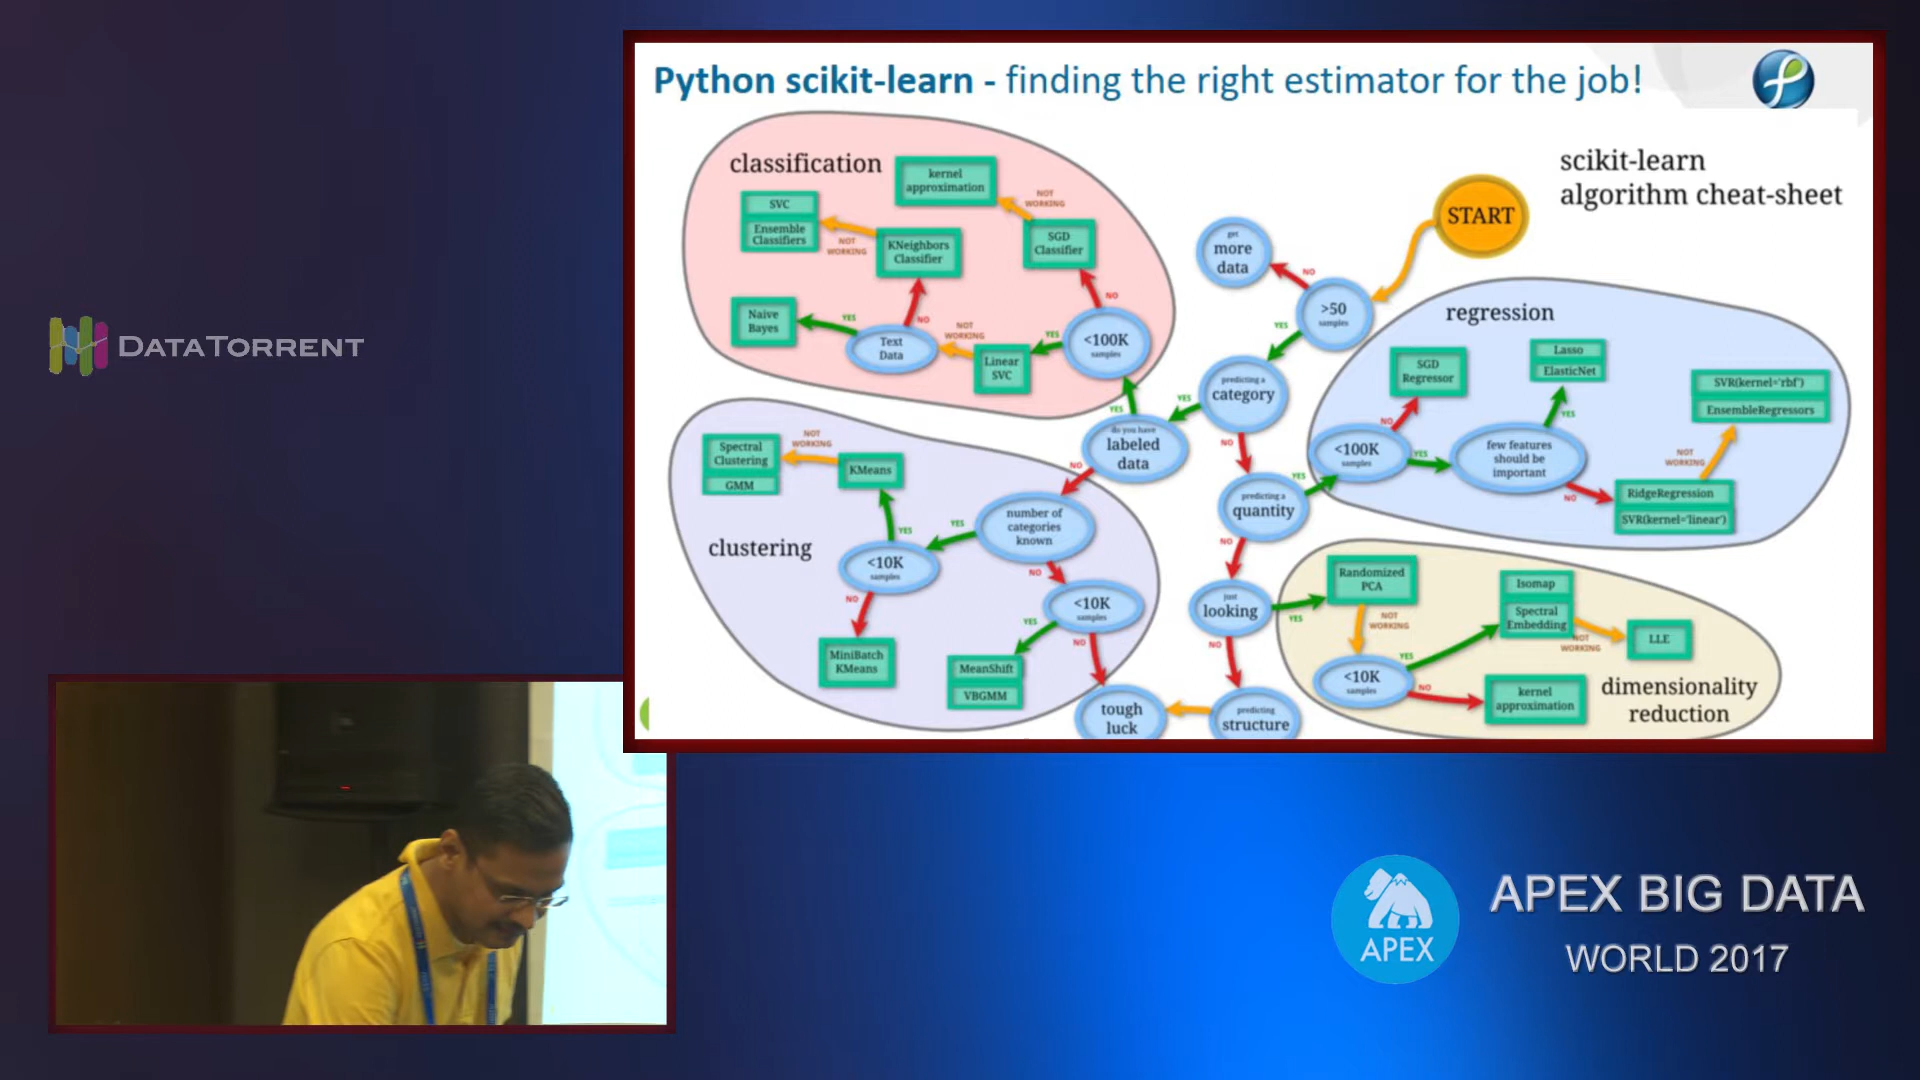 Python scikit-learn - finding the right estimator for the job!
scikit-learn
algorithm cheat-sheet
START
get
more
data
NO
>50
samples
YES
predicting a
category
YES
NO
do you have
labeled
data
YES
NO
predicting a
quantity
YES
NO
just
looking
YES
NO
predicting
structure
tough
luck
classification
kernel
approximation
NOT
WORKING
SGD
Classifier
NO
<100K
samples
YES
Linear
SVC
NOT
WORKING
Text
Data
YES
Naive
Bayes
NO
KNeighbors
Classifier
NOT
WORKING
SVC
Ensemble
Classifiers
regression
<100K
samples
NO
SGD
Regressor
YES
few features
should be
important
YES
Lasso
ElasticNet
NO
RidgeRegression
SVR(kernel='linear')
NOT
WORKING
SVR(kernel='rbf')
EnsembleRegressors
clustering
number of
categories
known
YES
<10K
samples
YES
KMeans
NOT
WORKING
Spectral
Clustering
GMM
NO
MiniBatch
KMeans
NO
<10K
samples
YES
MeanShift
VBGMM
NO
dimensionality
reduction
Randomized
PCA
NOT
WORKING
<10K
samples
YES
Isomap
Spectral
Embedding
NOT
WORKING
LLE
NO
kernel
approximation
DATATORRENT
APEX
APEX BIG DATA
WORLD 2017